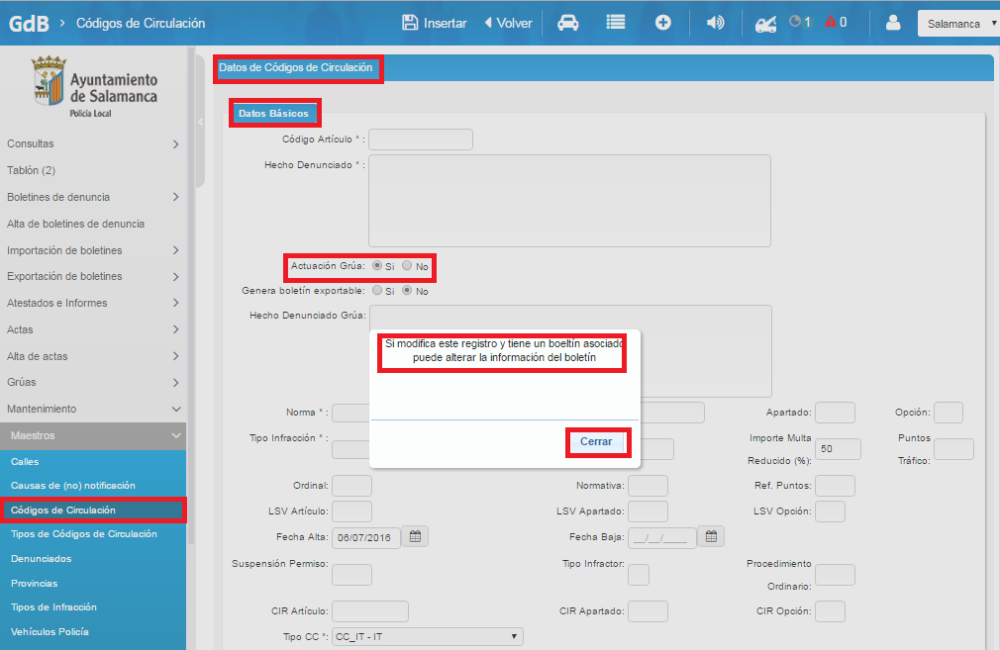 GdB > Códigos de Circulación
Insertar
Volver
1
0
Salamanca
Ayuntamiento
de Salamanca
Policía Local
Consultas
Tablón (2)
Boletines de denuncia
Alta de boletines de denuncia
Importación de boletines
Exportación de boletines
Atestados e Informes
Actas
Alta de actas
Grúas
Mantenimiento
Maestros
Calles
Causas de (no) notificación
Códigos de Circulación
Tipos de Códigos de Circulación
Denunciados
Provincias
Tipos de Infracción
Vehículos Policía
Datos de Códigos de Circulación
Datos Básicos
Código Artículo * :
Hecho Denunciado * :
Actuación Grúa: Si No
Genera boletín exportable: Si No
Hecho Denunciado Grúa:
Si modifica este registro y tiene un boeltín asociado
puede alterar la información del boletín
Cerrar
Norma * : Apartado: Opción:
Tipo Infracción * : Importe Multa Puntos
Reducido (%): 50 Tráfico:
Ordinal: Normativa: Ref. Puntos:
LSV Artículo: LSV Apartado: LSV Opción:
Fecha Alta: 06/07/2016 Fecha Baja: __/__/____
Suspensión Permiso: Tipo Infractor: Procedimiento
Ordinario:
CIR Artículo: CIR Apartado: CIR Opción:
Tipo CC *: CC_IT - IT